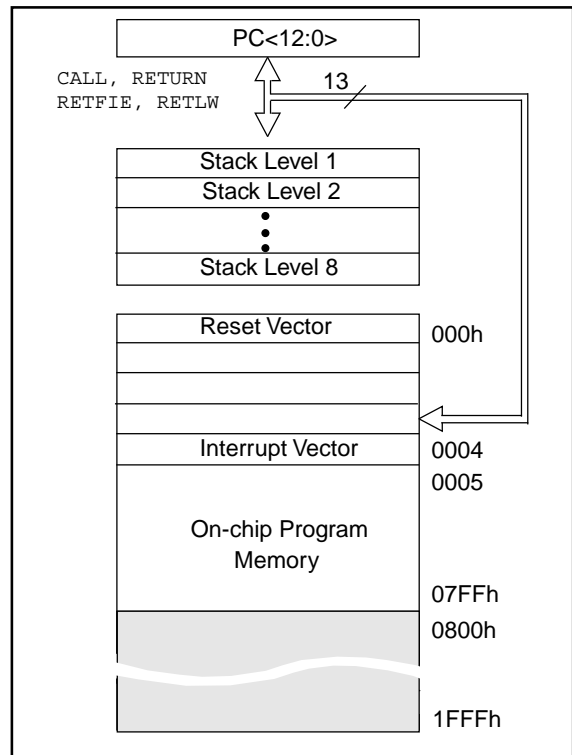 PC<12:0>
CALL, RETURN
RETFIE, RETLW
13
Stack Level 1
Stack Level 2
Stack Level 8
Reset Vector
000h
Interrupt Vector
0004
0005
On-chip Program
Memory
07FFh
0800h
1FFFh